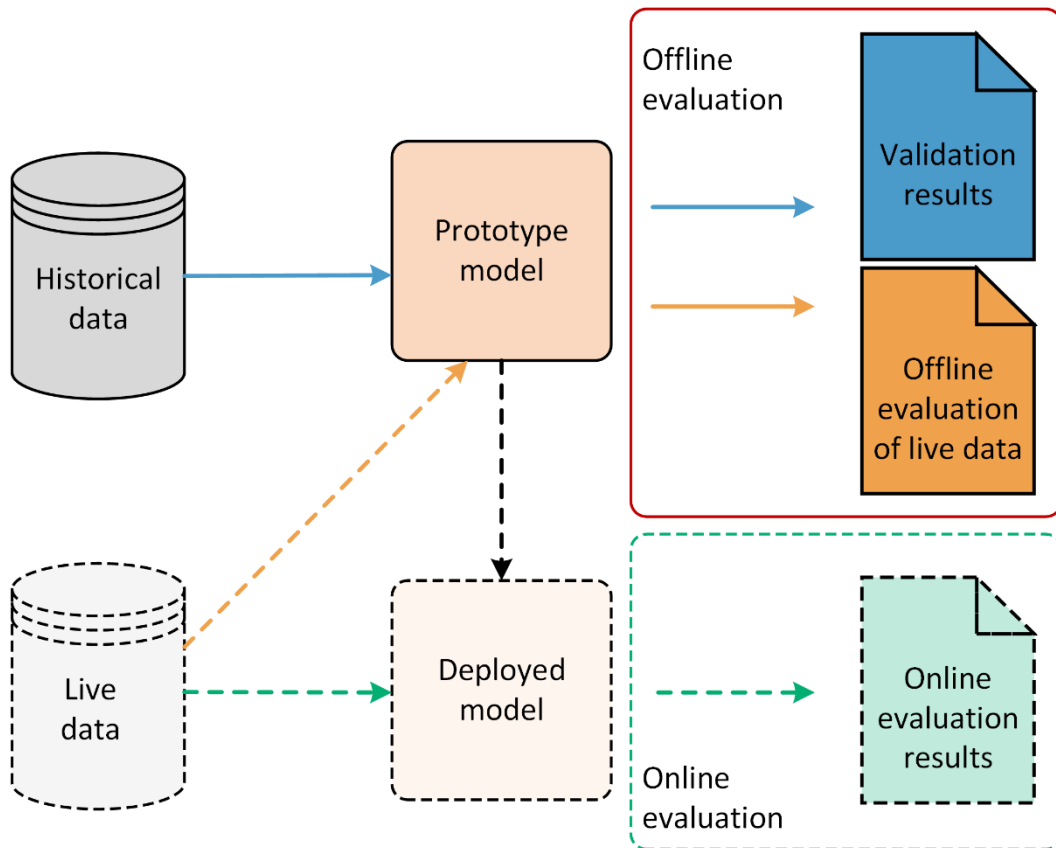 Offline
evaluation
Validation
results
Historical
data
Prototype
model
Offline
evaluation
of live data
Live
data
Deployed
model
Online
evaluation
results
Online
evaluation